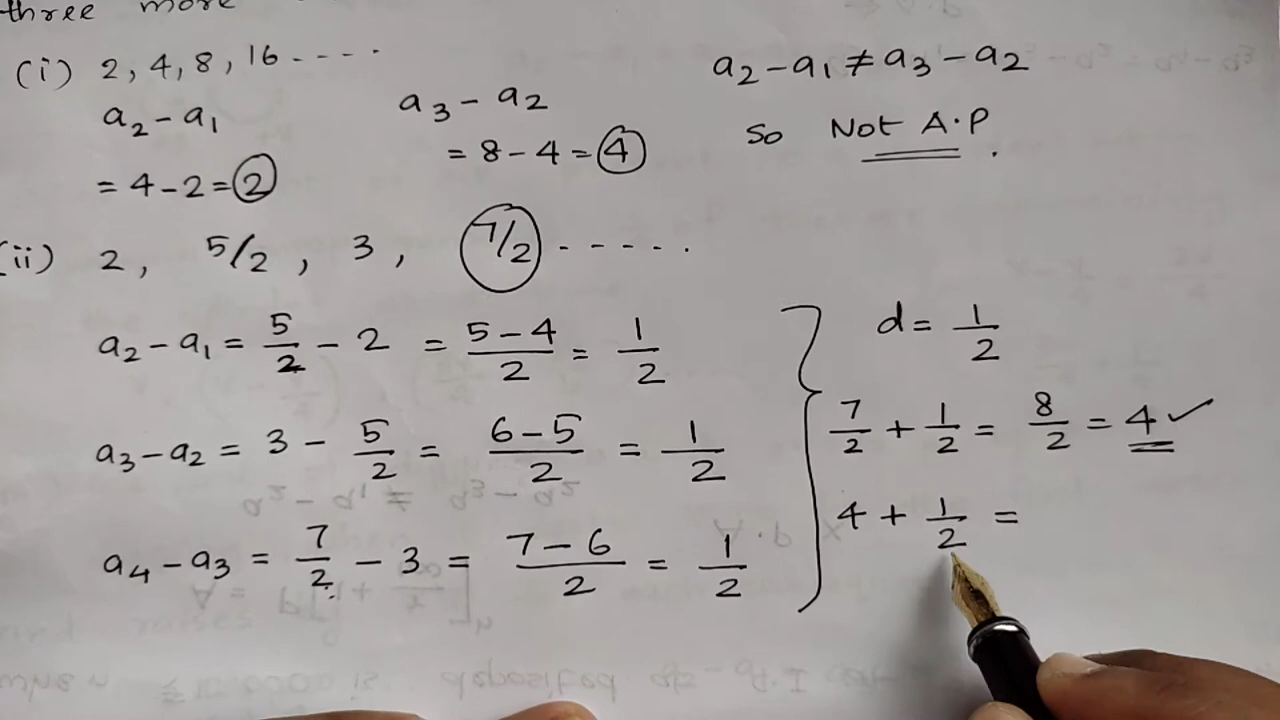 three more
(i) 2, 4, 8, 16 ....
a₂ - a₁
= 4 - 2 = 2
a₃ - a₂
= 8 - 4 = 4
a₂ - a₁ ≠ a₃ - a₂
So Not A.P.
(ii) 2, 5/2, 3, 7/2 - - - - - .
a₂ - a₁ = 5/2 - 2 = (5 - 4)/2 = 1/2
a₃ - a₂ = 3 - 5/2 = (6 - 5)/2 = 1/2
a₄ - a₃ = 7/2 - 3 = (7 - 6)/2 = 1/2
d = 1/2
7/2 + 1/2 = 8/2 = 4 ✓
4 + 1/2 =